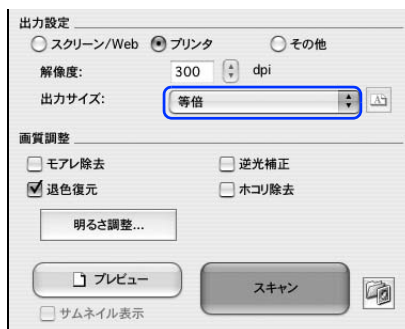 出力設定
スクリーン/Web プリンタ その他
解像度: 300 dpi
出力サイズ: 等倍
画質調整
モアレ除去 逆光補正
退色復元 ホコリ除去
明るさ調整...
プレビュー スキャン
サムネイル表示